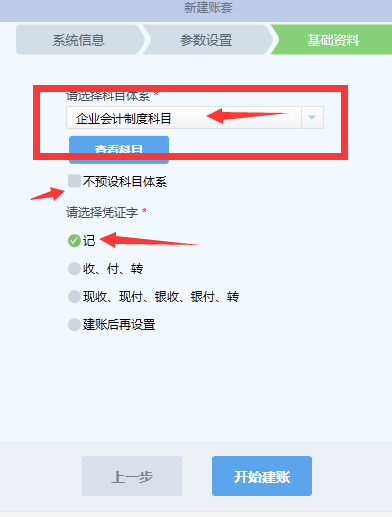 新建账套
系统信息 参数设置 基础资料
请选择科目体系 *
企业会计制度科目
查看科目
不预设科目体系
请选择凭证字 *
记
收、付、转
现收、现付、银收、银付、转
建账后再设置
上一步 开始建账